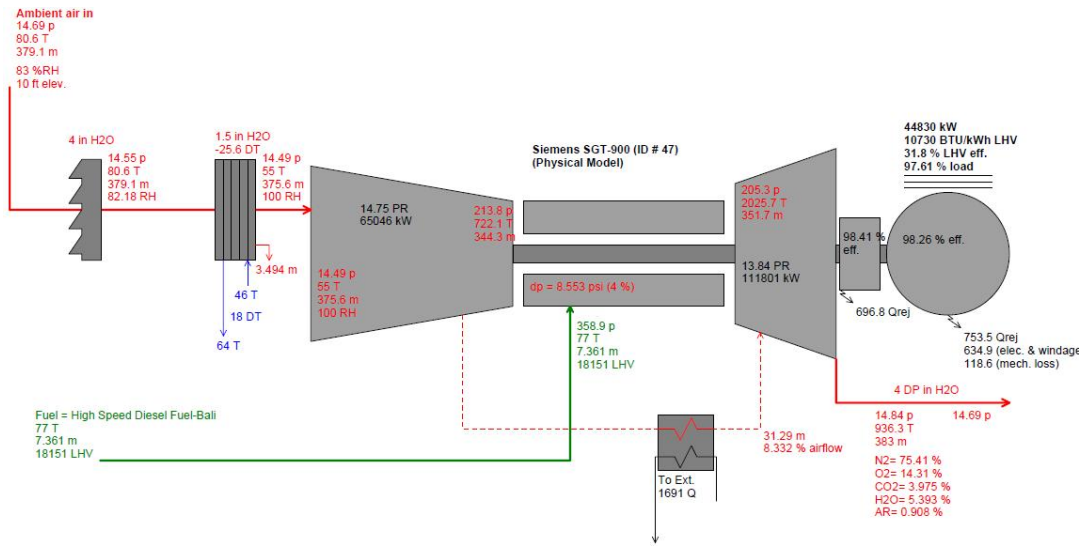 Ambient air in
14.69 p
80.6 T
379.1 m
83 %RH
10 ft elev.
4 in H2O
14.55 p
80.6 T
379.1 m
82.18 RH
1.5 in H2O
-25.6 DT
14.49 p
55 T
375.6 m
100 RH
3.494 m
46 T
18 DT
64 T
14.75 PR
65046 kW
14.49 p
55 T
375.6 m
100 RH
213.8 p
722.1 T
344.3 m
Siemens SGT-900 (ID # 47)
(Physical Model)
dp = 8.553 psi (4 %)
358.9 p
77 T
7.361 m
18151 LHV
205.3 p
2025.7 T
351.7 m
13.84 PR
111801 kW
98.41 %
eff.
696.8 Qrej
44830 kW
10730 BTU/kWh LHV
31.8 % LHV eff.
97.61 % load
98.26 % eff.
753.5 Qrej
634.9 (elec. & windage
118.6 (mech. loss)
4 DP in H2O
14.84 p
936.3 T
383 m
14.69 p
N2= 75.41 %
O2= 14.31 %
CO2= 3.975 %
H2O= 5.393 %
AR= 0.908 %
31.29 m
8.332 % airflow
To Ext.
1691 Q
Fuel = High Speed Diesel Fuel-Bali
77 T
7.361 m
18151 LHV